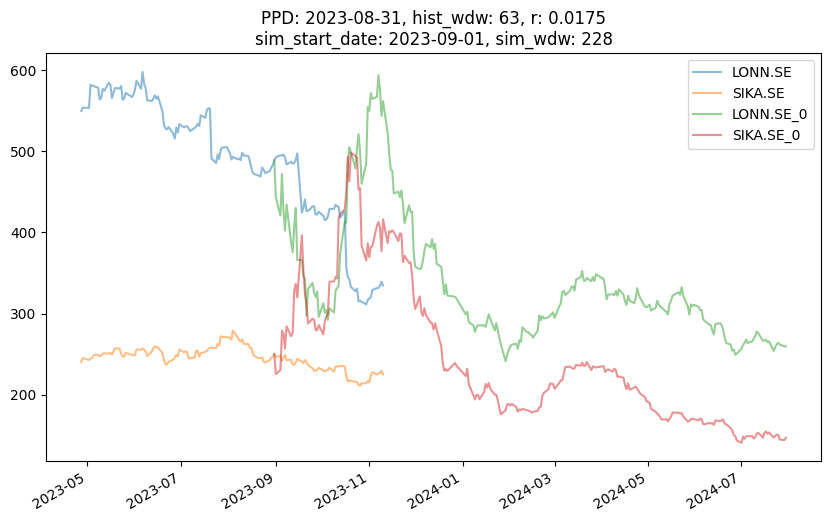 PPD: 2023-08-31, hist_wdw: 63, r: 0.0175
sim_start_date: 2023-09-01, sim_wdw: 228
LONN.SE
SIKA.SE
LONN.SE_0
SIKA.SE_0
600
500
400
300
200
2023-05
2023-07
2023-09
2023-11
2024-01
2024-03
2024-05
2024-07